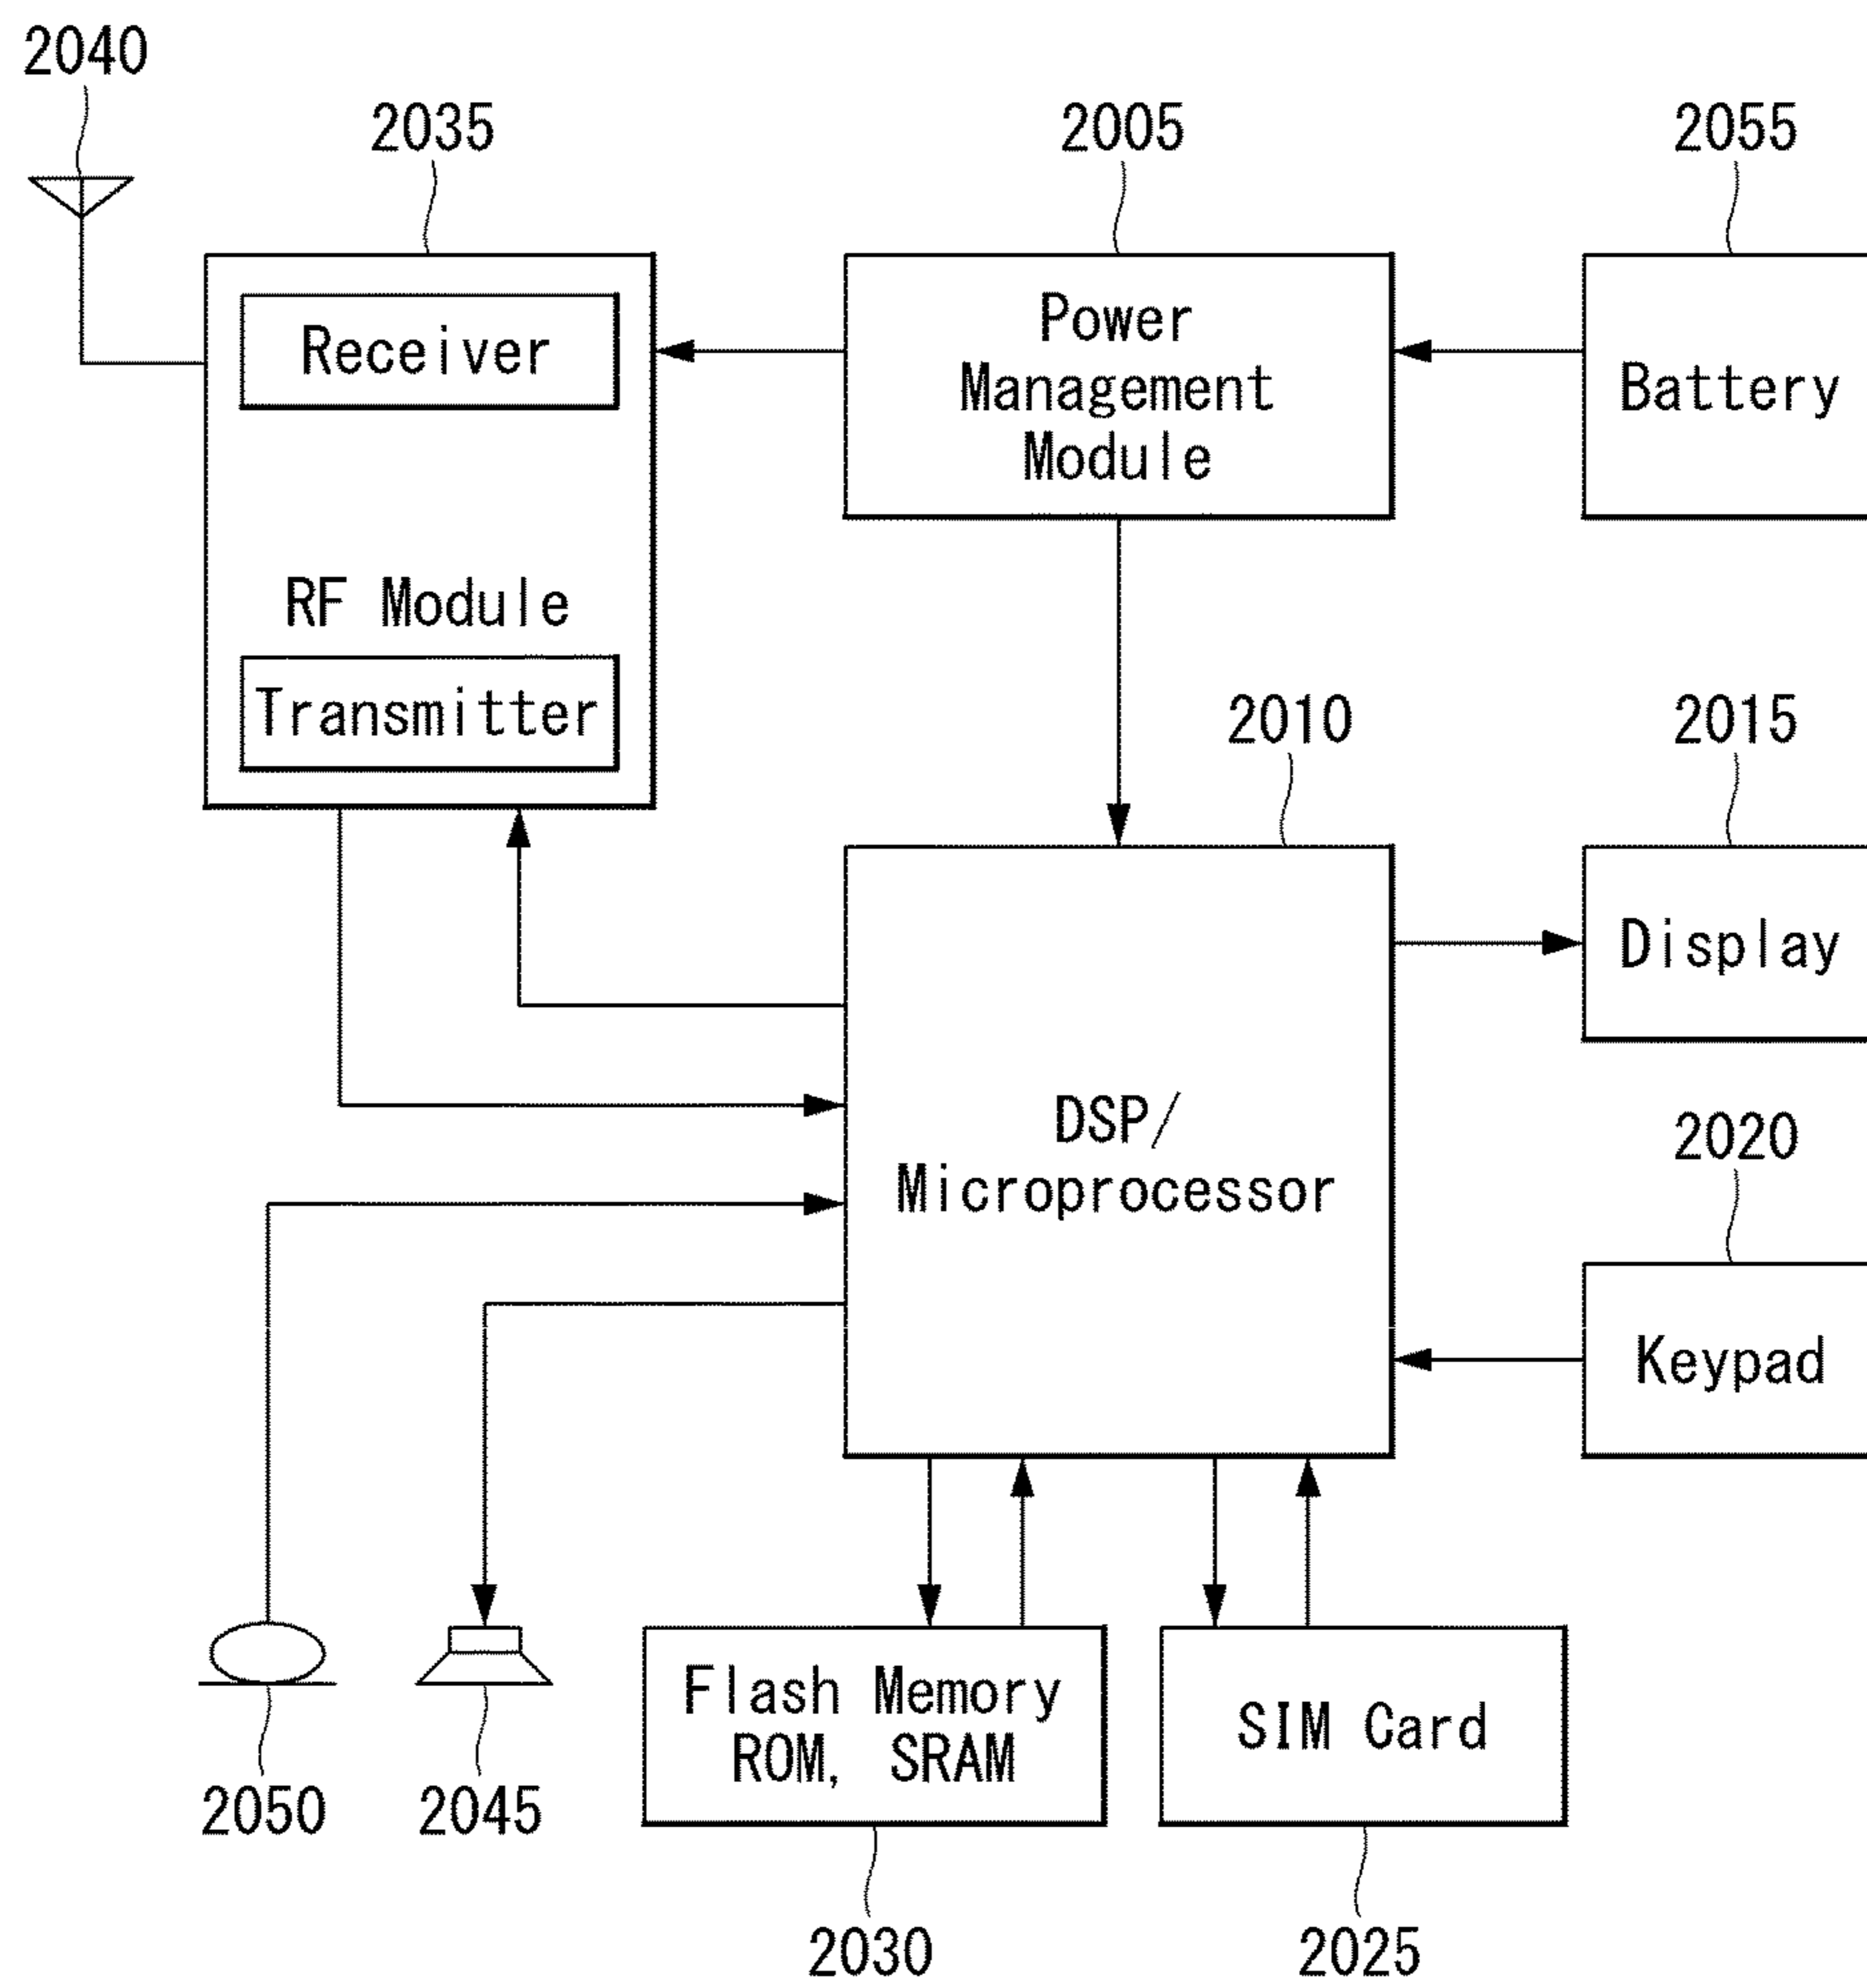 2040
2035
2005
2055
Receiver
RF Module
Transmitter
Power
Management
Module
Battery
2010
2015
DSP/
Microprocessor
Display
2020
Keypad
Flash Memory
ROM, SRAM
SIM Card
2050
2045
2030
2025